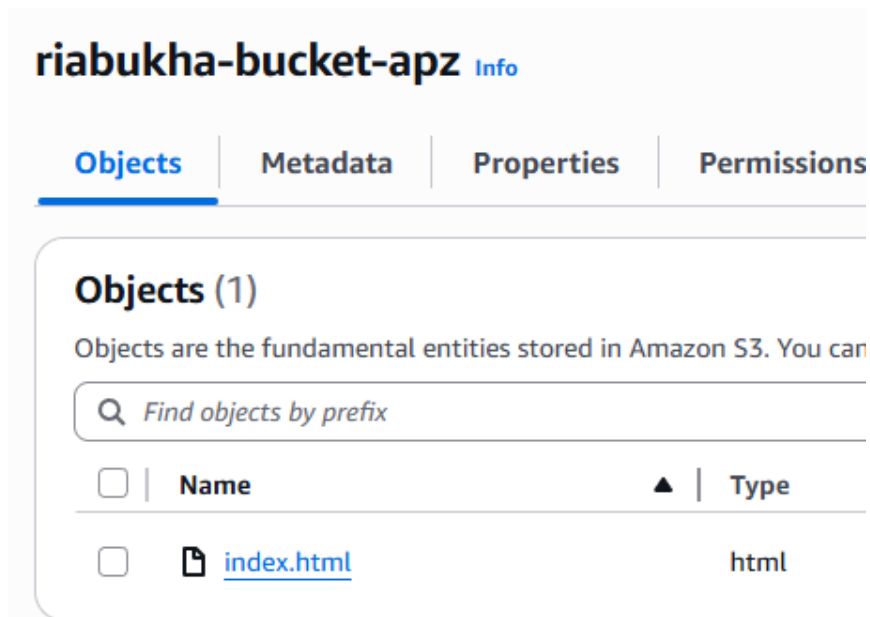 riabukha-bucket-apz Info
Objects Metadata Properties Permissions
Objects (1)
Objects are the fundamental entities stored in Amazon S3. You can
Find objects by prefix
Name Type
index.html html